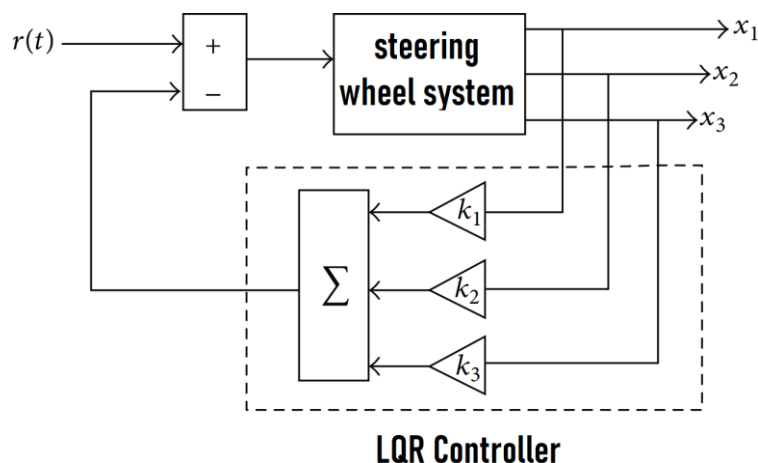 r(t)
+
−
steering
wheel system
x₁
x₂
x₃
k₁
k₂
k₃
Σ
LQR Controller